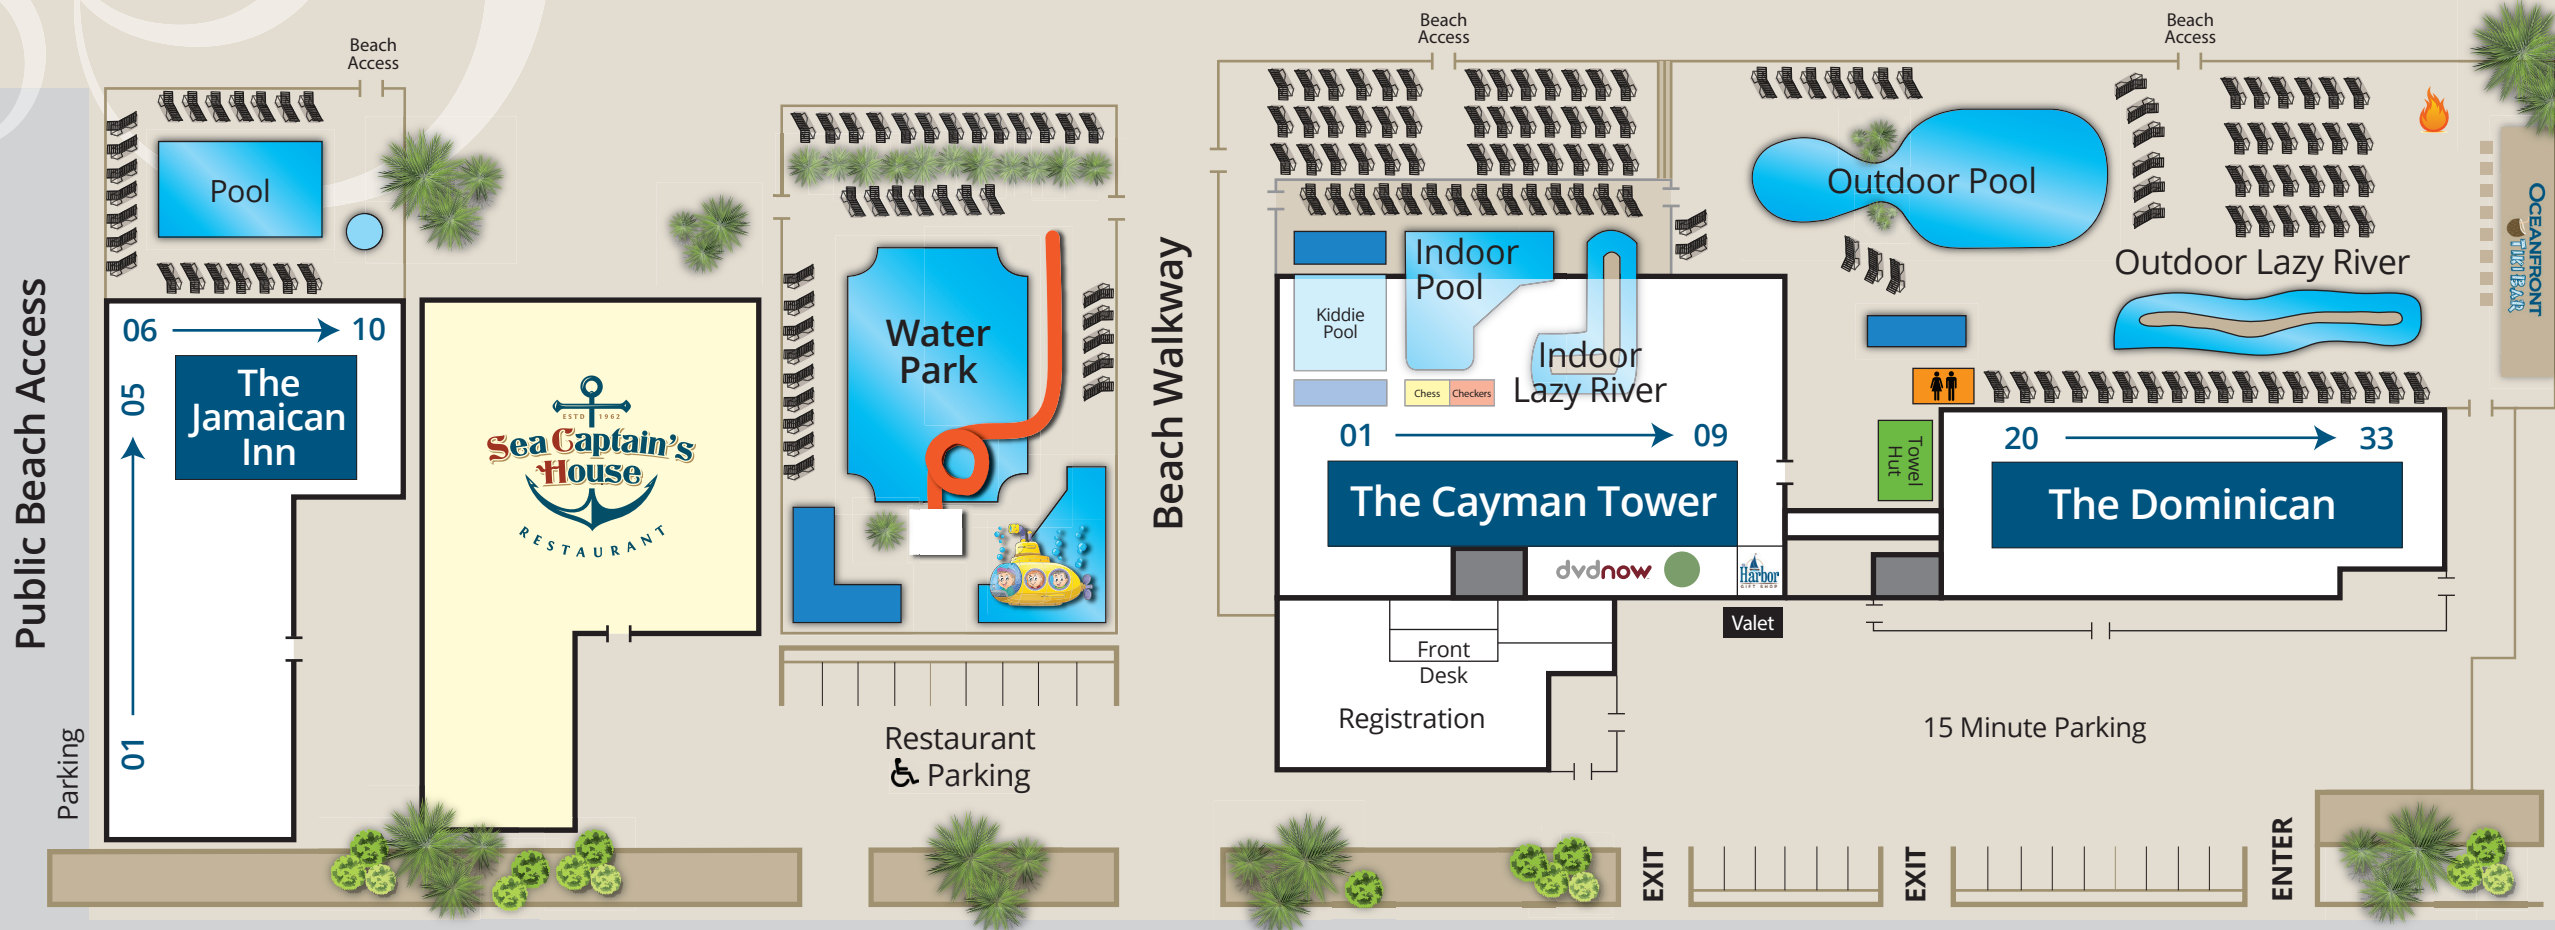 Public Beach Access
Parking
Beach
Access
Pool
06
10
05
01
The
Jamaican
Inn
ESTD 1962
Sea Captain's
House
RESTAURANT
Water
Park
Restaurant
Parking
Beach Walkway
Beach
Access
Indoor
Pool
Kiddie
Pool
Chess
Checkers
Indoor
Lazy River
01
09
The Cayman Tower
dvdnow
Harbor
GIFT SHOP
Valet
Front
Desk
Registration
Beach
Access
Outdoor Pool
Outdoor Lazy River
OCEANFRONT
TIKI BAR
Towel
Hut
20
33
The Dominican
15 Minute Parking
EXIT
EXIT
ENTER